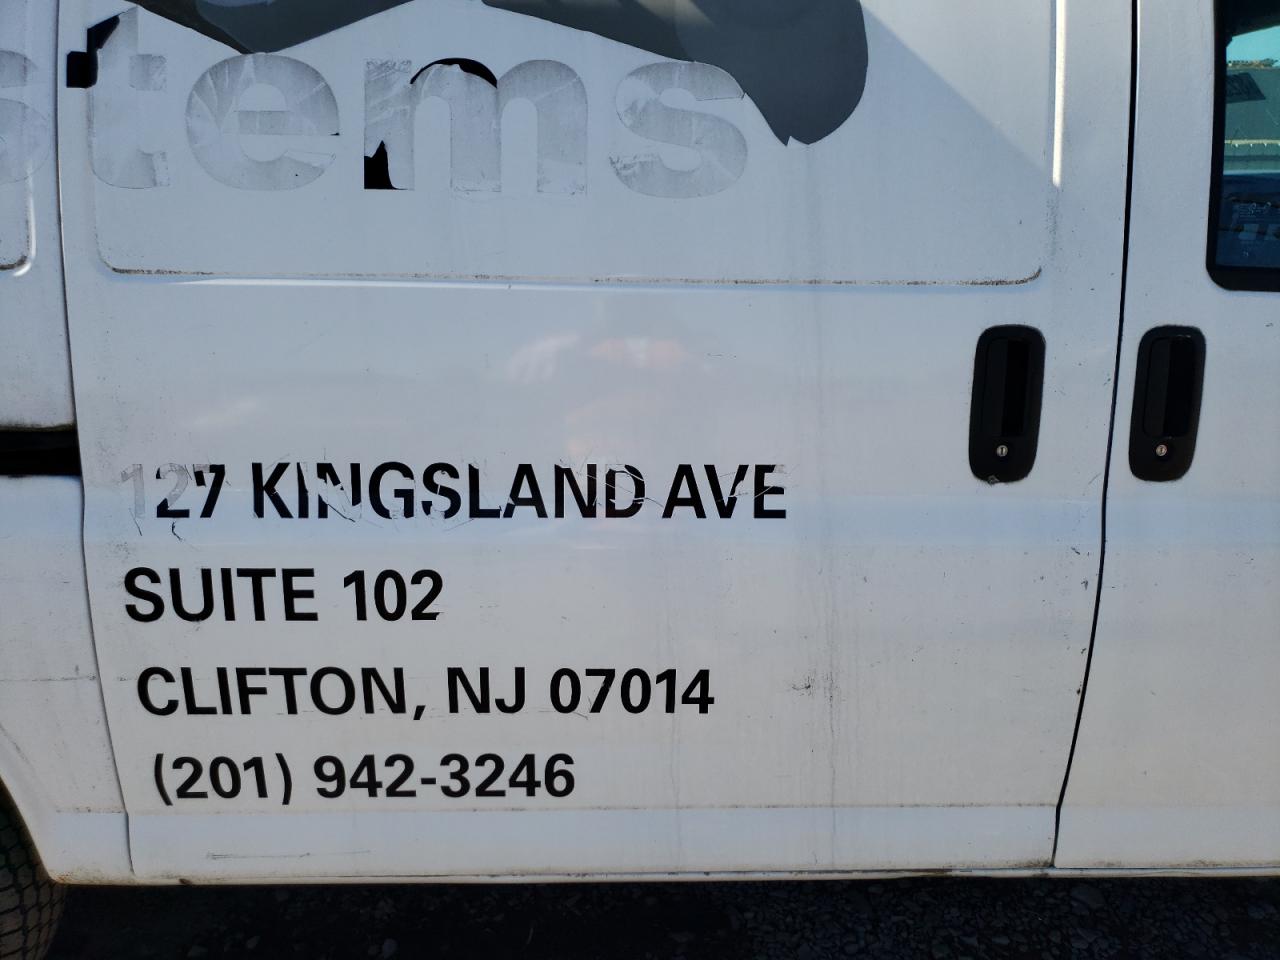 stems
127 KINGSLAND AVE
SUITE 102
CLIFTON, NJ 07014
(201) 942-3246